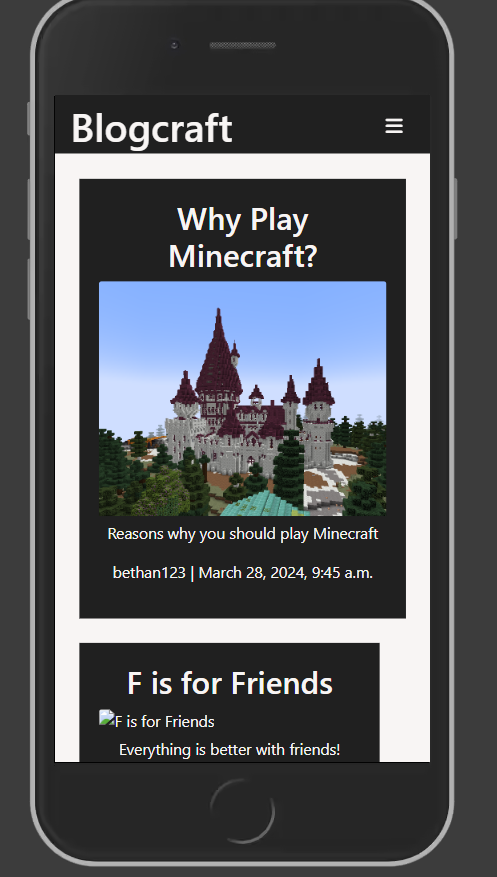 Blogcraft
Why Play
Minecraft?
Reasons why you should play Minecraft
bethan123 | March 28, 2024, 9:45 a.m.
F is for Friends
F is for Friends
Everything is better with friends!